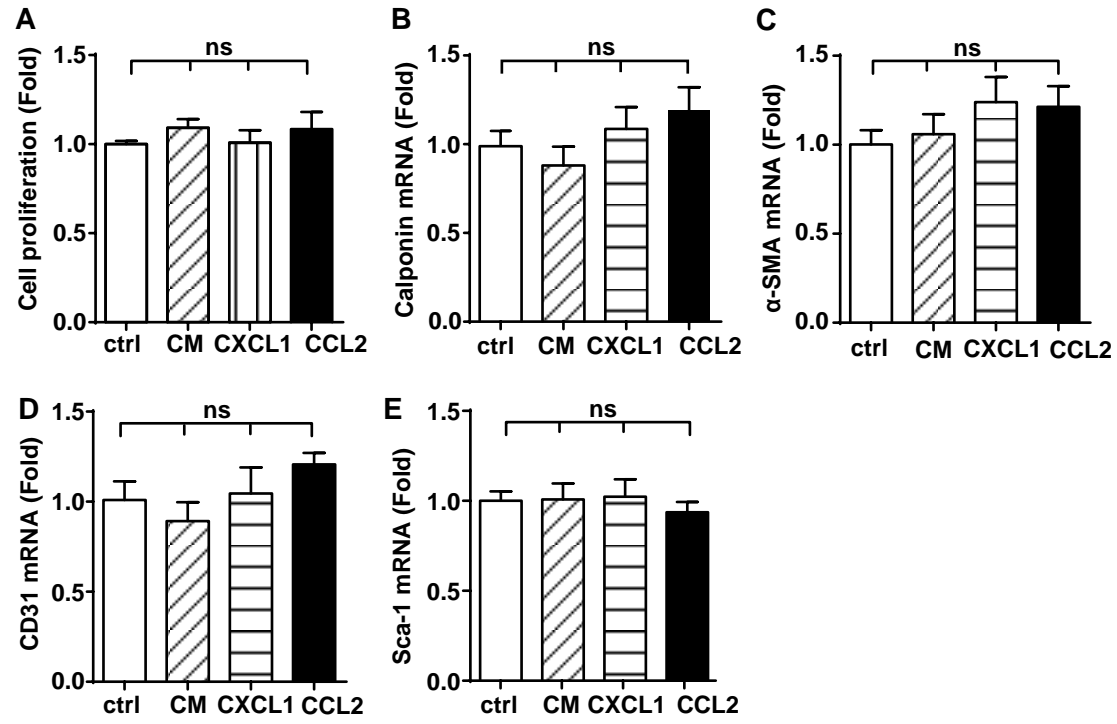 A
Cell proliferation (Fold)
ns
1.5
1.0
0.5
0.0
ctrl CM CXCL1 CCL2
B
Calponin mRNA (Fold)
ns
1.5
1.0
0.5
0.0
ctrl CM CXCL1 CCL2
C
α-SMA mRNA (Fold)
ns
1.5
1.0
0.5
0.0
ctrl CM CXCL1 CCL2
D
CD31 mRNA (Fold)
ns
1.5
1.0
0.5
0.0
ctrl CM CXCL1 CCL2
E
Sca-1 mRNA (Fold)
ns
1.5
1.0
0.5
0.0
ctrl CM CXCL1 CCL2